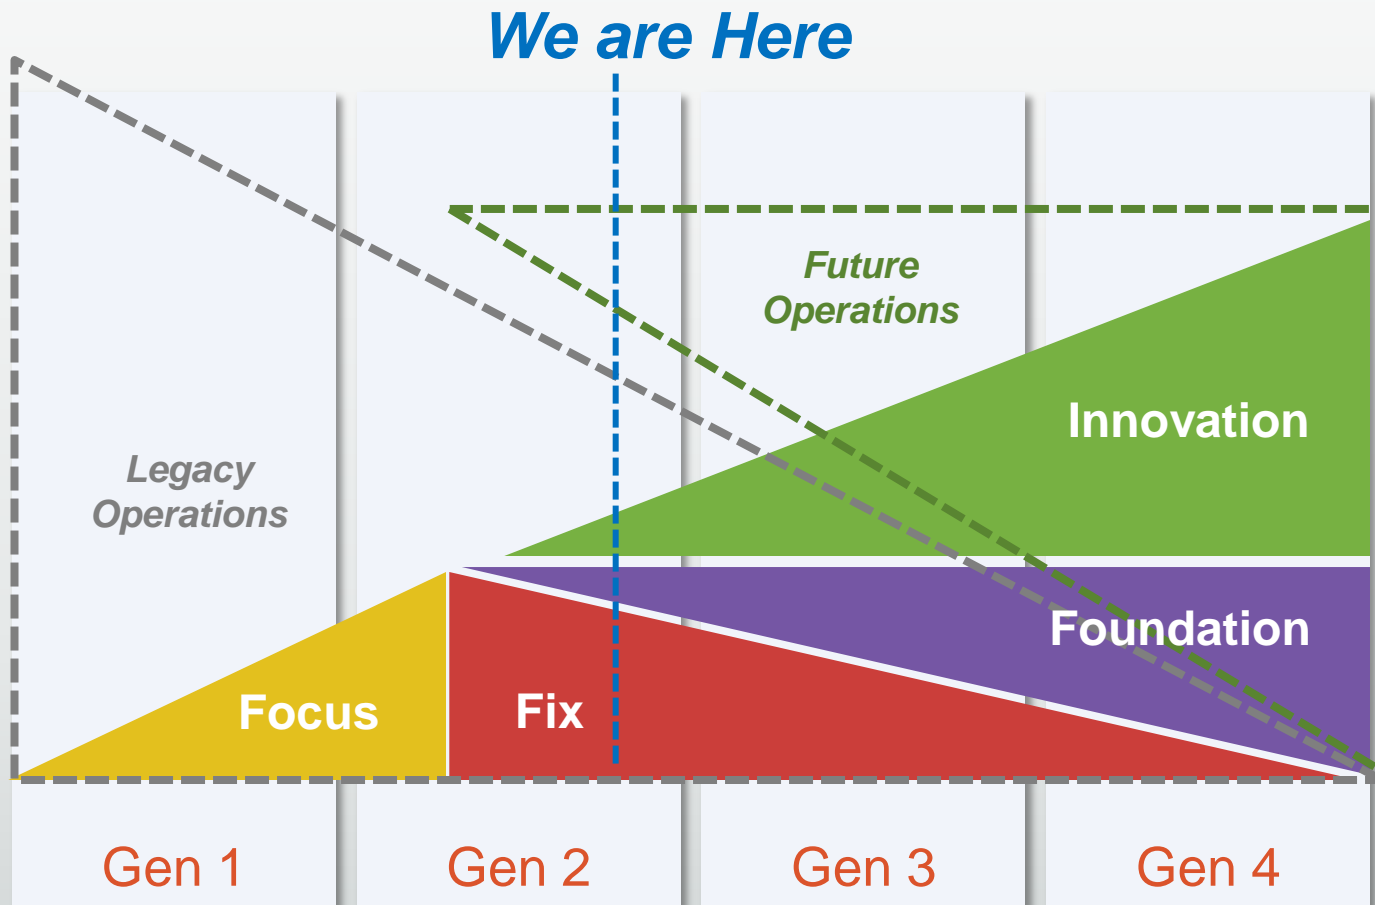 We are Here
Future
Operations
Innovation
Legacy
Operations
Foundation
Focus
Fix
Gen 1
Gen 2
Gen 3
Gen 4